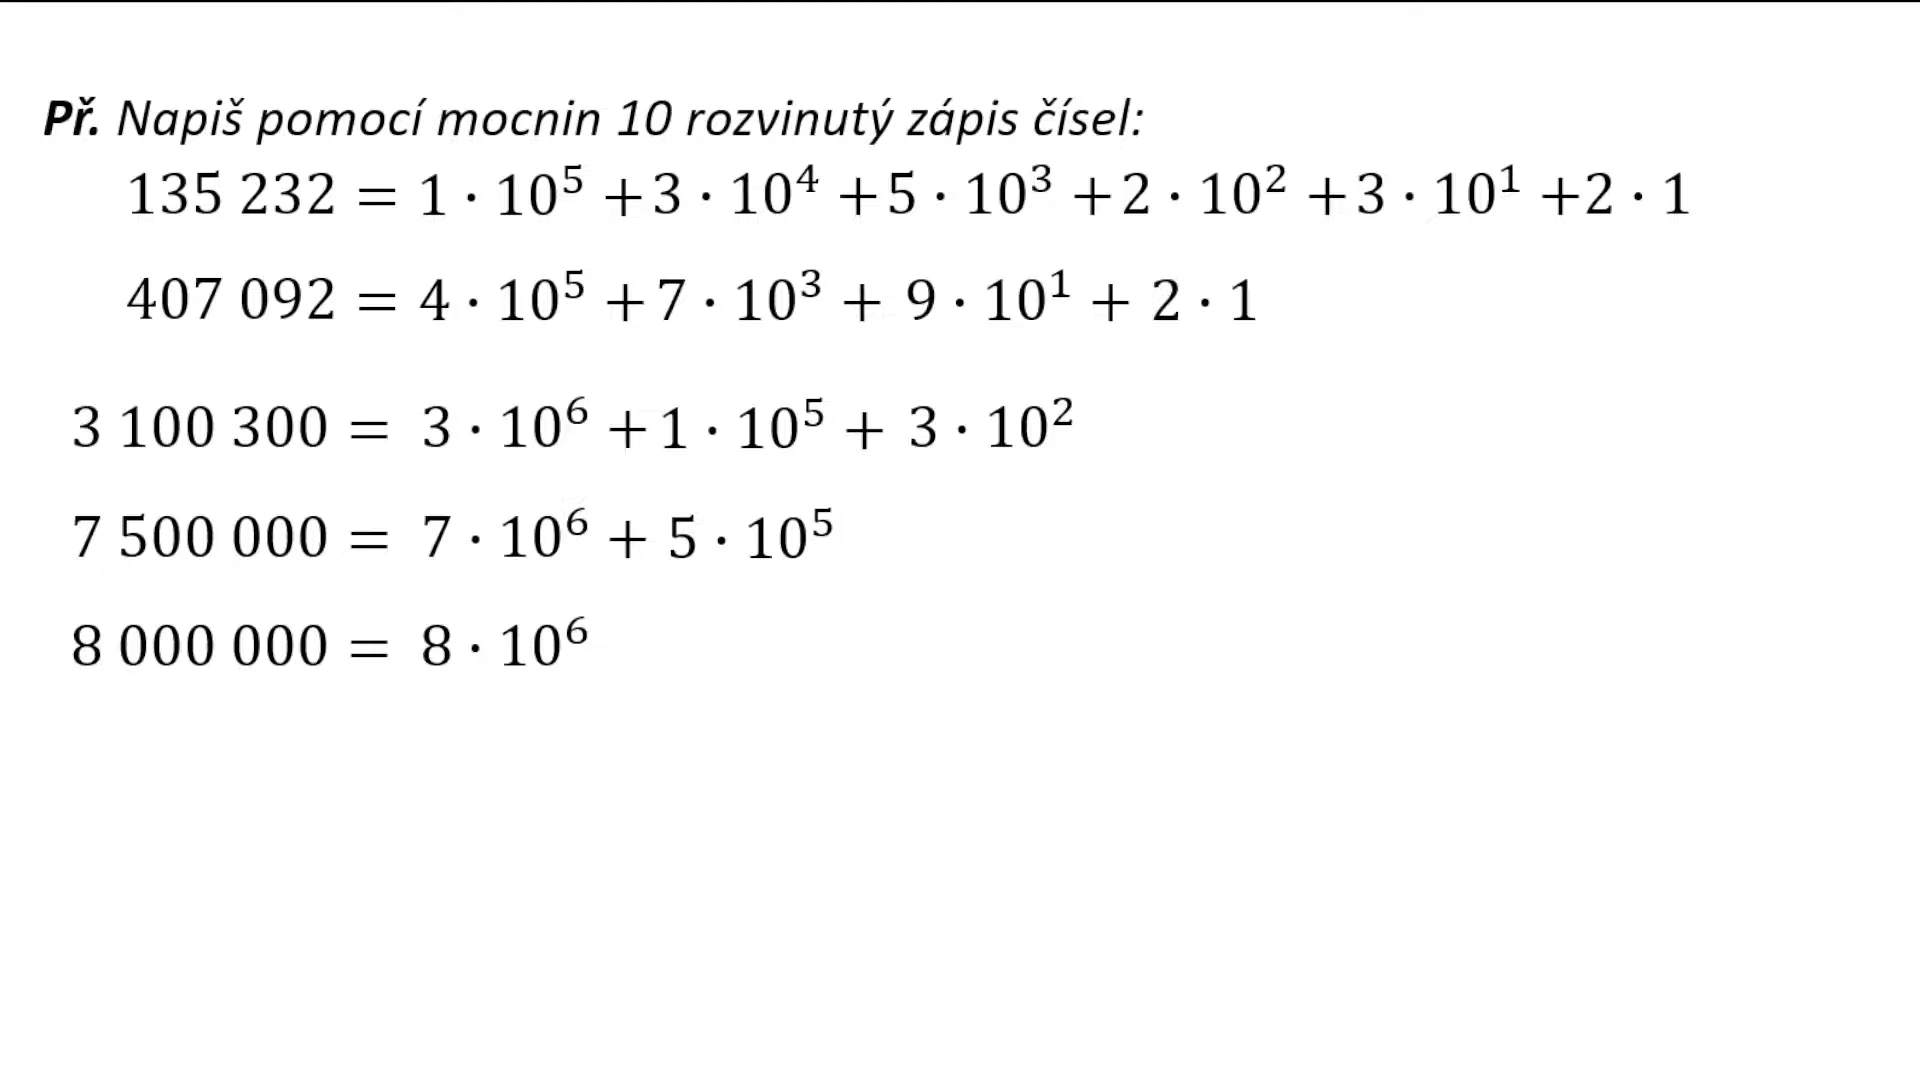 Př. Napiš pomocí mocnin 10 rozvinutý zápis čísel:
135 232 = 1 · 10⁵ +3 · 10⁴ +5 · 10³ +2 · 10² +3 · 10¹ +2 · 1
407 092 = 4 · 10⁵ +7 · 10³ + 9 · 10¹ + 2 · 1
3 100 300 = 3 · 10⁶ +1 · 10⁵ + 3 · 10²
7 500 000 = 7 · 10⁶ + 5 · 10⁵
8 000 000 = 8 · 10⁶